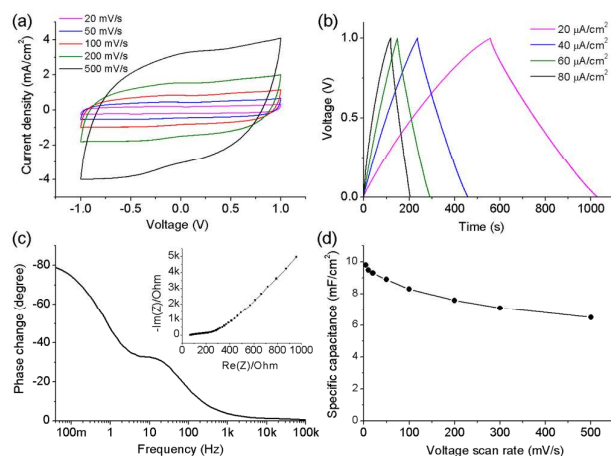 (a)
20 mV/s
50 mV/s
100 mV/s
200 mV/s
500 mV/s
Current density (mA/cm²)
4
2
0
-2
-4
-1.0
-0.5
0.0
0.5
1.0
Voltage (V)
(b)
20 μA/cm²
40 μA/cm²
60 μA/cm²
80 μA/cm²
Voltage (V)
1.0
0.5
0.0
0
200
400
600
800
1000
Time (s)
(c)
Phase change (degree)
-80
-60
-40
-20
0
100m
1
10
100
1k
10k
100k
Frequency (Hz)
-Im(Z)/Ohm
5k
4k
3k
2k
1k
0
200
400
600
800
1000
Re(Z)/Ohm
(d)
Specific capacitance (mF/cm²)
10
8
6
4
2
0
0
100
200
300
400
500
Voltage scan rate (mV/s)